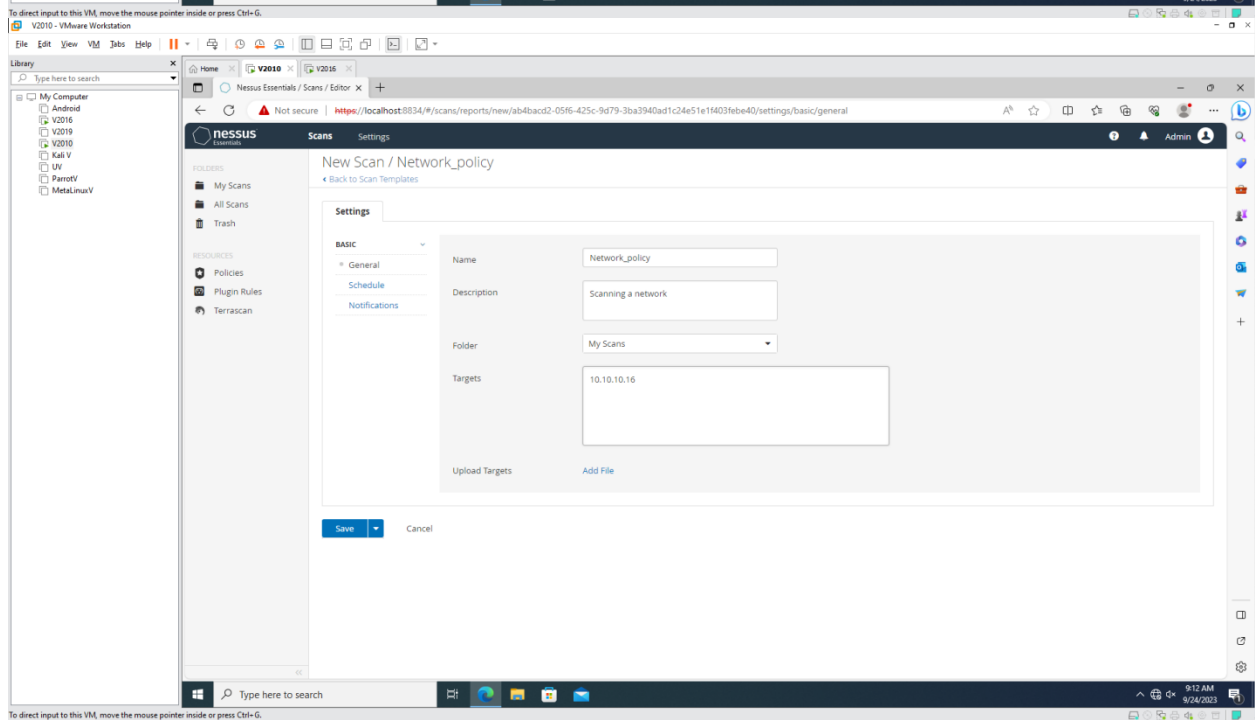 To direct input to this VM, move the mouse pointer inside or press Ctrl+G.
V2010 - VMware Workstation
File Edit View VM Tabs Help
Library
Type here to search
My Computer
Android
V2016
V2019
V2010
Kali V
UV
ParrotV
MetaLinuxV
Home V2010 V2016
Nessus Essentials / Scans / Editor
Not secure https://localhost:8834/#/scans/reports/new/ab4bacd2-05f6-425c-9d79-3ba3940ad1c24e51e1f403febe40/settings/basic/general
nessus Essentials
Scans Settings
Admin
FOLDERS
My Scans
All Scans
Trash
RESOURCES
Policies
Plugin Rules
Terrascan
New Scan / Network_policy
Back to Scan Templates
Settings
BASIC
General
Schedule
Notifications
Name Network_policy
Description Scanning a network
Folder My Scans
Targets 10.10.10.16
Upload Targets Add File
Save Cancel
Type here to search
9:12 AM
9/24/2023
To direct input to this VM, move the mouse pointer inside or press Ctrl+G.